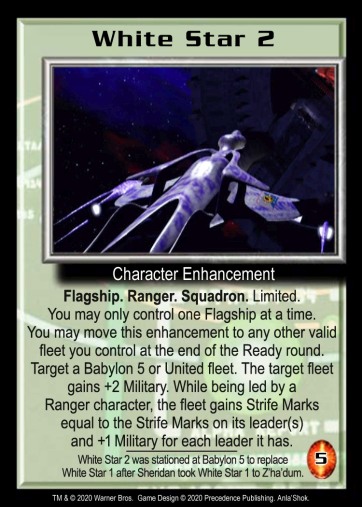 White Star 2
Character Enhancement
Flagship. Ranger. Squadron. Limited.
You may only control one Flagship at a time.
You may move this enhancement to any other valid
fleet you control at the end of the Ready round.
Target a Babylon 5 or United fleet. The target fleet
gains +2 Military. While being led by a
Ranger character, the fleet gains Strife Marks
equal to the Strife Marks on its leader(s)
and +1 Military for each leader it has.
White Star 2 was stationed at Babylon 5 to replace
White Star 1 after Sheridan took White Star 1 to Z'ha'dum.
5
TM & © 2020 Warner Bros. Game Design © 2020 Precedence Publishing. Anla'Shok.